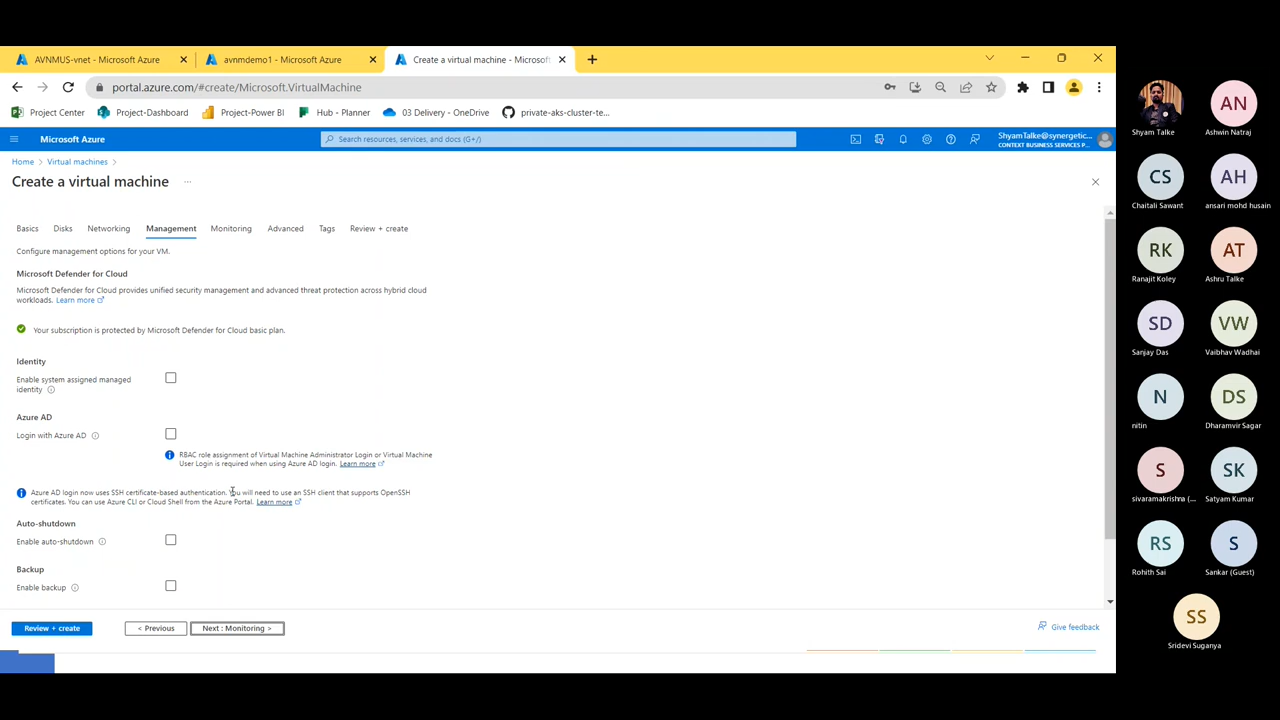 AVNMUS-vnet - Microsoft Azure
avnmdemo1 - Microsoft Azure
Create a virtual machine - Microsof
portal.azure.com/#create/Microsoft.VirtualMachine
Project Center
Project-Dashboard
Project-Power BI
Hub - Planner
03 Delivery - OneDrive
private-aks-cluster-te...
Microsoft Azure
Search resources, services, and docs (G+/)
ShyamTalke@synergetic...
CONTEXT BUSINESS SERVICES P...
Home > Virtual machines >
Create a virtual machine ...
Basics Disks Networking Management Monitoring Advanced Tags Review + create
Configure management options for your VM.
Microsoft Defender for Cloud
Microsoft Defender for Cloud provides unified security management and advanced threat protection across hybrid cloud
workloads. Learn more
Your subscription is protected by Microsoft Defender for Cloud basic plan.
Identity
Enable system assigned managed
identity
Azure AD
Login with Azure AD
RBAC role assignment of Virtual Machine Administrator Login or Virtual Machine
User Login is required when using Azure AD login. Learn more
Azure AD login now uses SSH certificate-based authentication. You will need to use an SSH client that supports OpenSSH
certificates. You can use Azure CLI or Cloud Shell from the Azure Portal. Learn more
Auto-shutdown
Enable auto-shutdown
Backup
Enable backup
Review + create
< Previous
Next : Monitoring >
Give feedback
Shyam Talke
AN
Ashwin Natraj
CS
Chaitali Sawant
AH
ansari mohd husain
RK
Ranajit Koley
AT
Ashru Talke
SD
Sanjay Das
VW
Vaibhav Wadhai
N
nitin
DS
Dharamvir Sagar
S
sivaramakrishna (...
SK
Satyam Kumar
RS
Rohith Sai
S
Sankar (Guest)
SS
Sridevi Suganya